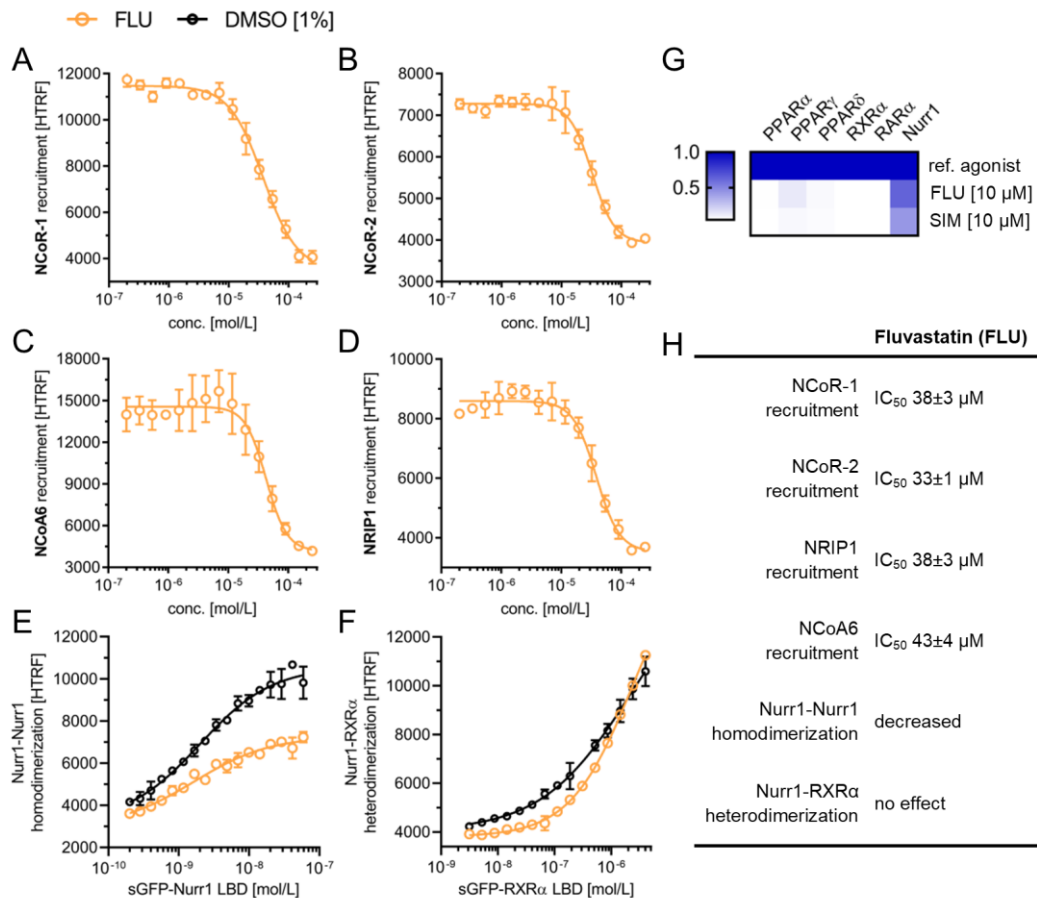 FLU DMSO [1%]
A
NCoR-1 recruitment [HTRF]
12000
10000
8000
6000
4000
10⁻⁷ 10⁻⁶ 10⁻⁵ 10⁻⁴
conc. [mol/L]
B
NCoR-2 recruitment [HTRF]
8000
7000
6000
5000
4000
3000
10⁻⁷ 10⁻⁶ 10⁻⁵ 10⁻⁴
conc. [mol/L]
G
PPARα PPARγ PPARδ RXRα RARα Nurr1
1.0
0.5
ref. agonist
FLU [10 µM]
SIM [10 µM]
C
NCoA6 recruitment [HTRF]
18000
15000
12000
9000
6000
3000
10⁻⁷ 10⁻⁶ 10⁻⁵ 10⁻⁴
conc. [mol/L]
D
NRIP1 recruitment [HTRF]
10000
8000
6000
4000
10⁻⁷ 10⁻⁶ 10⁻⁵ 10⁻⁴
conc. [mol/L]
E
Nurr1-Nurr1
homodimerization [HTRF]
12000
10000
8000
6000
4000
2000
10⁻¹⁰ 10⁻⁹ 10⁻⁸ 10⁻⁷
sGFP-Nurr1 LBD [mol/L]
F
Nurr1-RXRα
heterodimerization [HTRF]
12000
10000
8000
6000
4000
10⁻⁹ 10⁻⁸ 10⁻⁷ 10⁻⁶
sGFP-RXRα LBD [mol/L]
H
Fluvastatin (FLU)
NCoR-1
recruitment
IC₅₀ 38±3 µM
NCoR-2
recruitment
IC₅₀ 33±1 µM
NRIP1
recruitment
IC₅₀ 38±3 µM
NCoA6
recruitment
IC₅₀ 43±4 µM
Nurr1-Nurr1
homodimerization
decreased
Nurr1-RXRα
heterodimerization
no effect